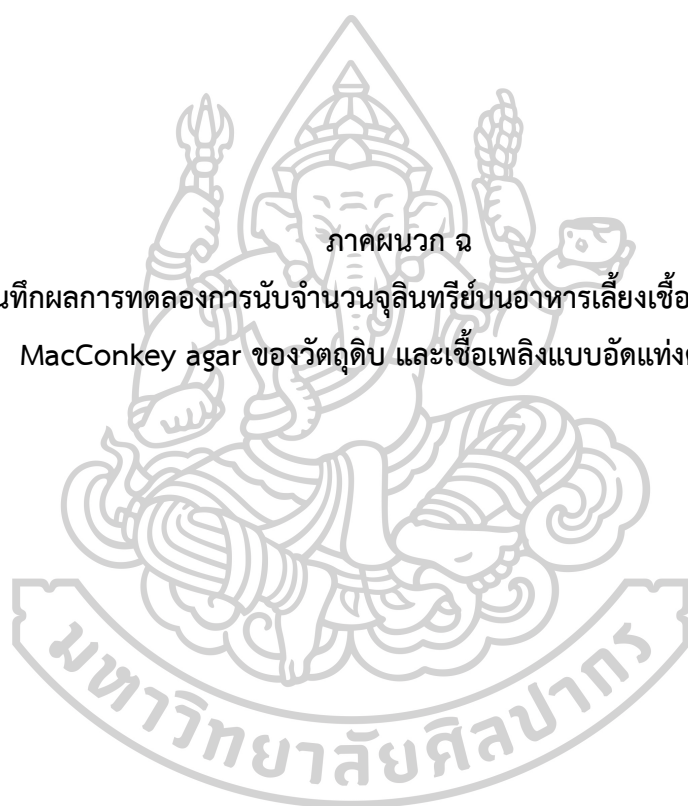 ภาคผนวก ฉ
นทึกผลการทดลองการนับจำนวนจุลินทรีย์บนอาหารเลี้ยงเชื้อ
MacConkey agar ของวัตถุดิบ และเชื้อเพลิงแบบอัดแท่ง
มหาวิทยาลัยศิลปากร